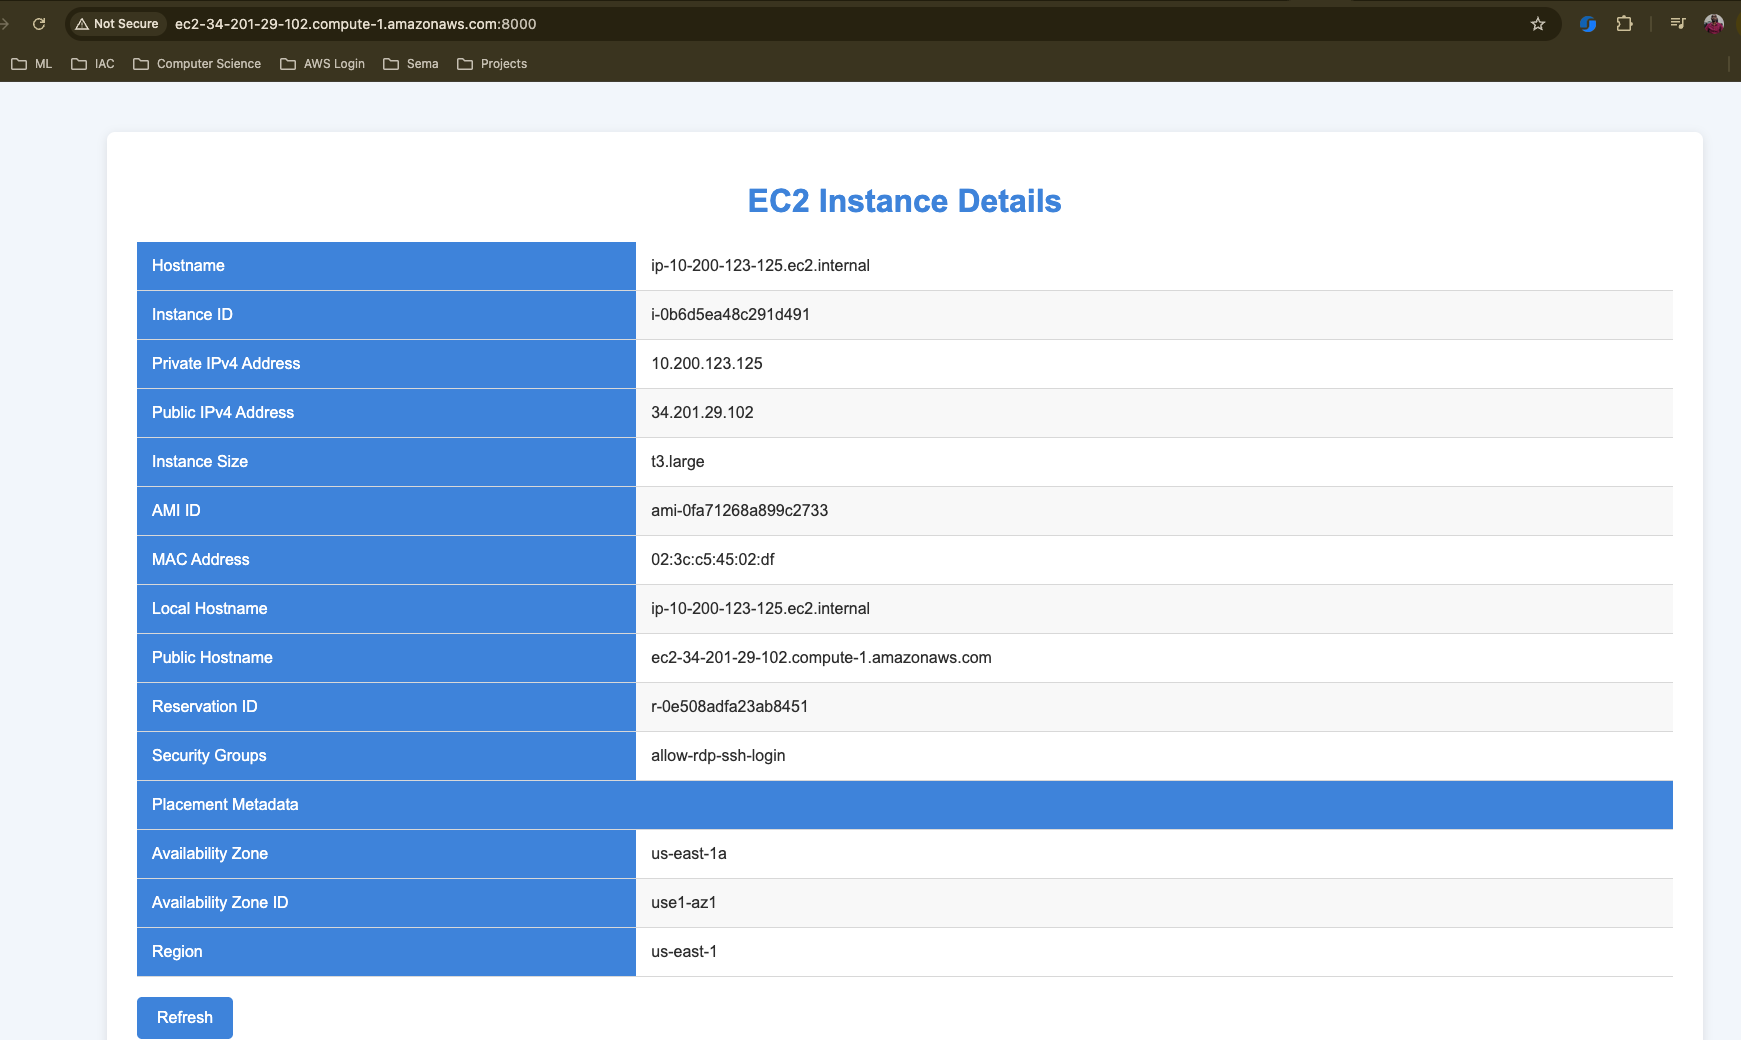 Not Secure ec2-34-201-29-102.compute-1.amazonaws.com:8000
ML IAC Computer Science AWS Login Sema Projects
EC2 Instance Details
Hostname ip-10-200-123-125.ec2.internal
Instance ID i-0b6d5ea48c291d491
Private IPv4 Address 10.200.123.125
Public IPv4 Address 34.201.29.102
Instance Size t3.large
AMI ID ami-0fa71268a899c2733
MAC Address 02:3c:c5:45:02:df
Local Hostname ip-10-200-123-125.ec2.internal
Public Hostname ec2-34-201-29-102.compute-1.amazonaws.com
Reservation ID r-0e508adfa23ab8451
Security Groups allow-rdp-ssh-login
Placement Metadata
Availability Zone us-east-1a
Availability Zone ID use1-az1
Region us-east-1
Refresh